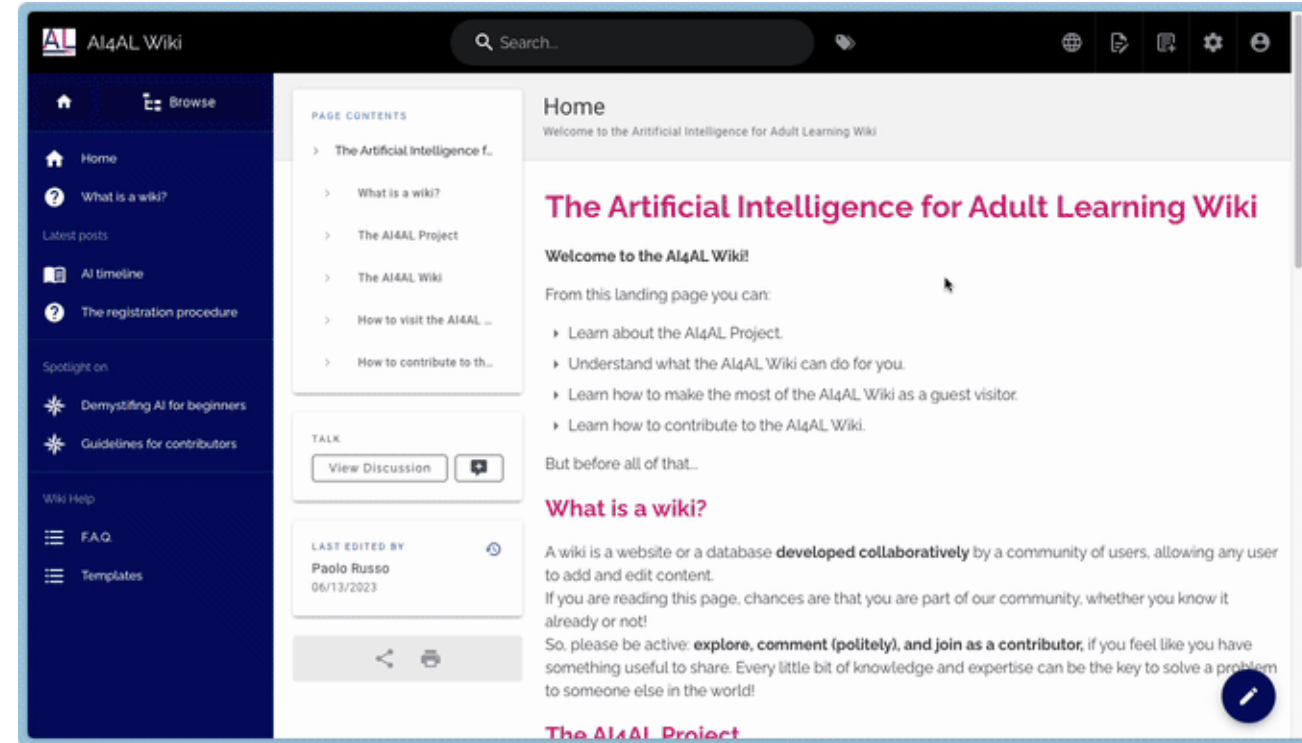 AL AI4AL Wiki
Search...
Browse
Home
What is a wiki?
Latest posts
AI timeline
The registration procedure
Spotlight on
Demystifing AI for beginners
Guidelines for contributors
Wiki Help
F.A.Q.
Templates
PAGE CONTENTS
The Artificial Intelligence f...
What is a wiki?
The AI4AL Project
The AI4AL Wiki
How to visit the AI4AL ...
How to contribute to th...
TALK
View Discussion
LAST EDITED BY
Paolo Russo
06/13/2023
Home
Welcome to the Aritificial Intelligence for Adult Learning Wiki
The Artificial Intelligence for Adult Learning Wiki
Welcome to the AI4AL Wiki!
From this landing page you can:
Learn about the AI4AL Project.
Understand what the AI4AL Wiki can do for you.
Learn how to make the most of the AI4AL Wiki as a guest visitor.
Learn how to contribute to the AI4AL Wiki.
But before all of that...
What is a wiki?
A wiki is a website or a database developed collaboratively by a community of users, allowing any user
to add and edit content.
If you are reading this page, chances are that you are part of our community, whether you know it
already or not!
So, please be active: explore, comment (politely), and join as a contributor, if you feel like you have
something useful to share. Every little bit of knowledge and expertise can be the key to solve a problem
to someone else in the world!
The AI4AL Project